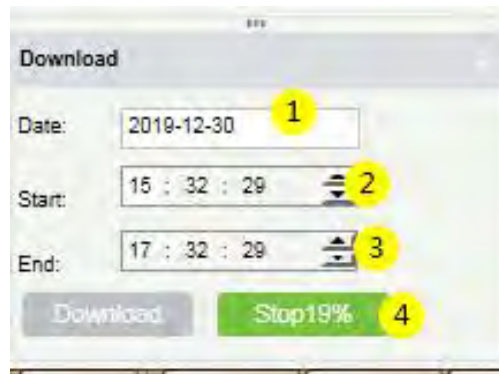 Download
Date: 2019-12-30 1
Start: 15 : 32 : 29 2
End: 17 : 32 : 29 3
Download Stop19% 4